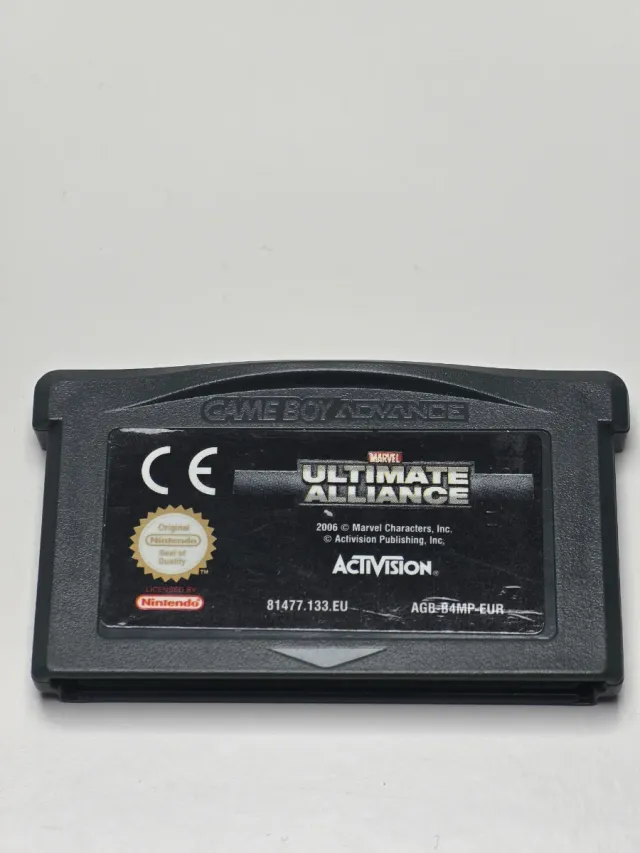 GAME BOY ADVANCE
CE
MARVEL
ULTIMATE
ALLIANCE
2006 © Marvel Characters, Inc.
© Activision Publishing, Inc.
ACTIVISION®
Original
Nintendo
Seal of
Quality
TM
LICENSED BY
Nintendo
81477.133.EU
AGB-B4MP-EUR